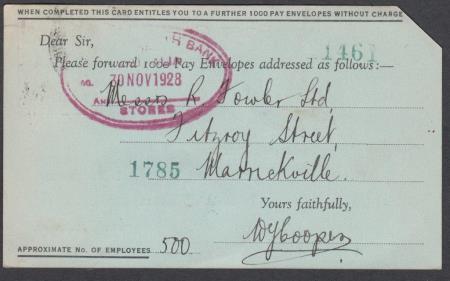 WHEN COMPLETED THIS CARD ENTITLES YOU TO A FURTHER 1000 PAY ENVELOPES WITHOUT CHARGE
Dear Sir,
1461
Please forward 1000 Pay Envelopes addressed as follows:—
BANK
30 NOV 1928
STORES
Messrs R. Fowler Ltd
Fitzroy Street,
1785
Marrickville.
Yours faithfully,
APPROXIMATE NO. OF EMPLOYEES 500
WJCooper